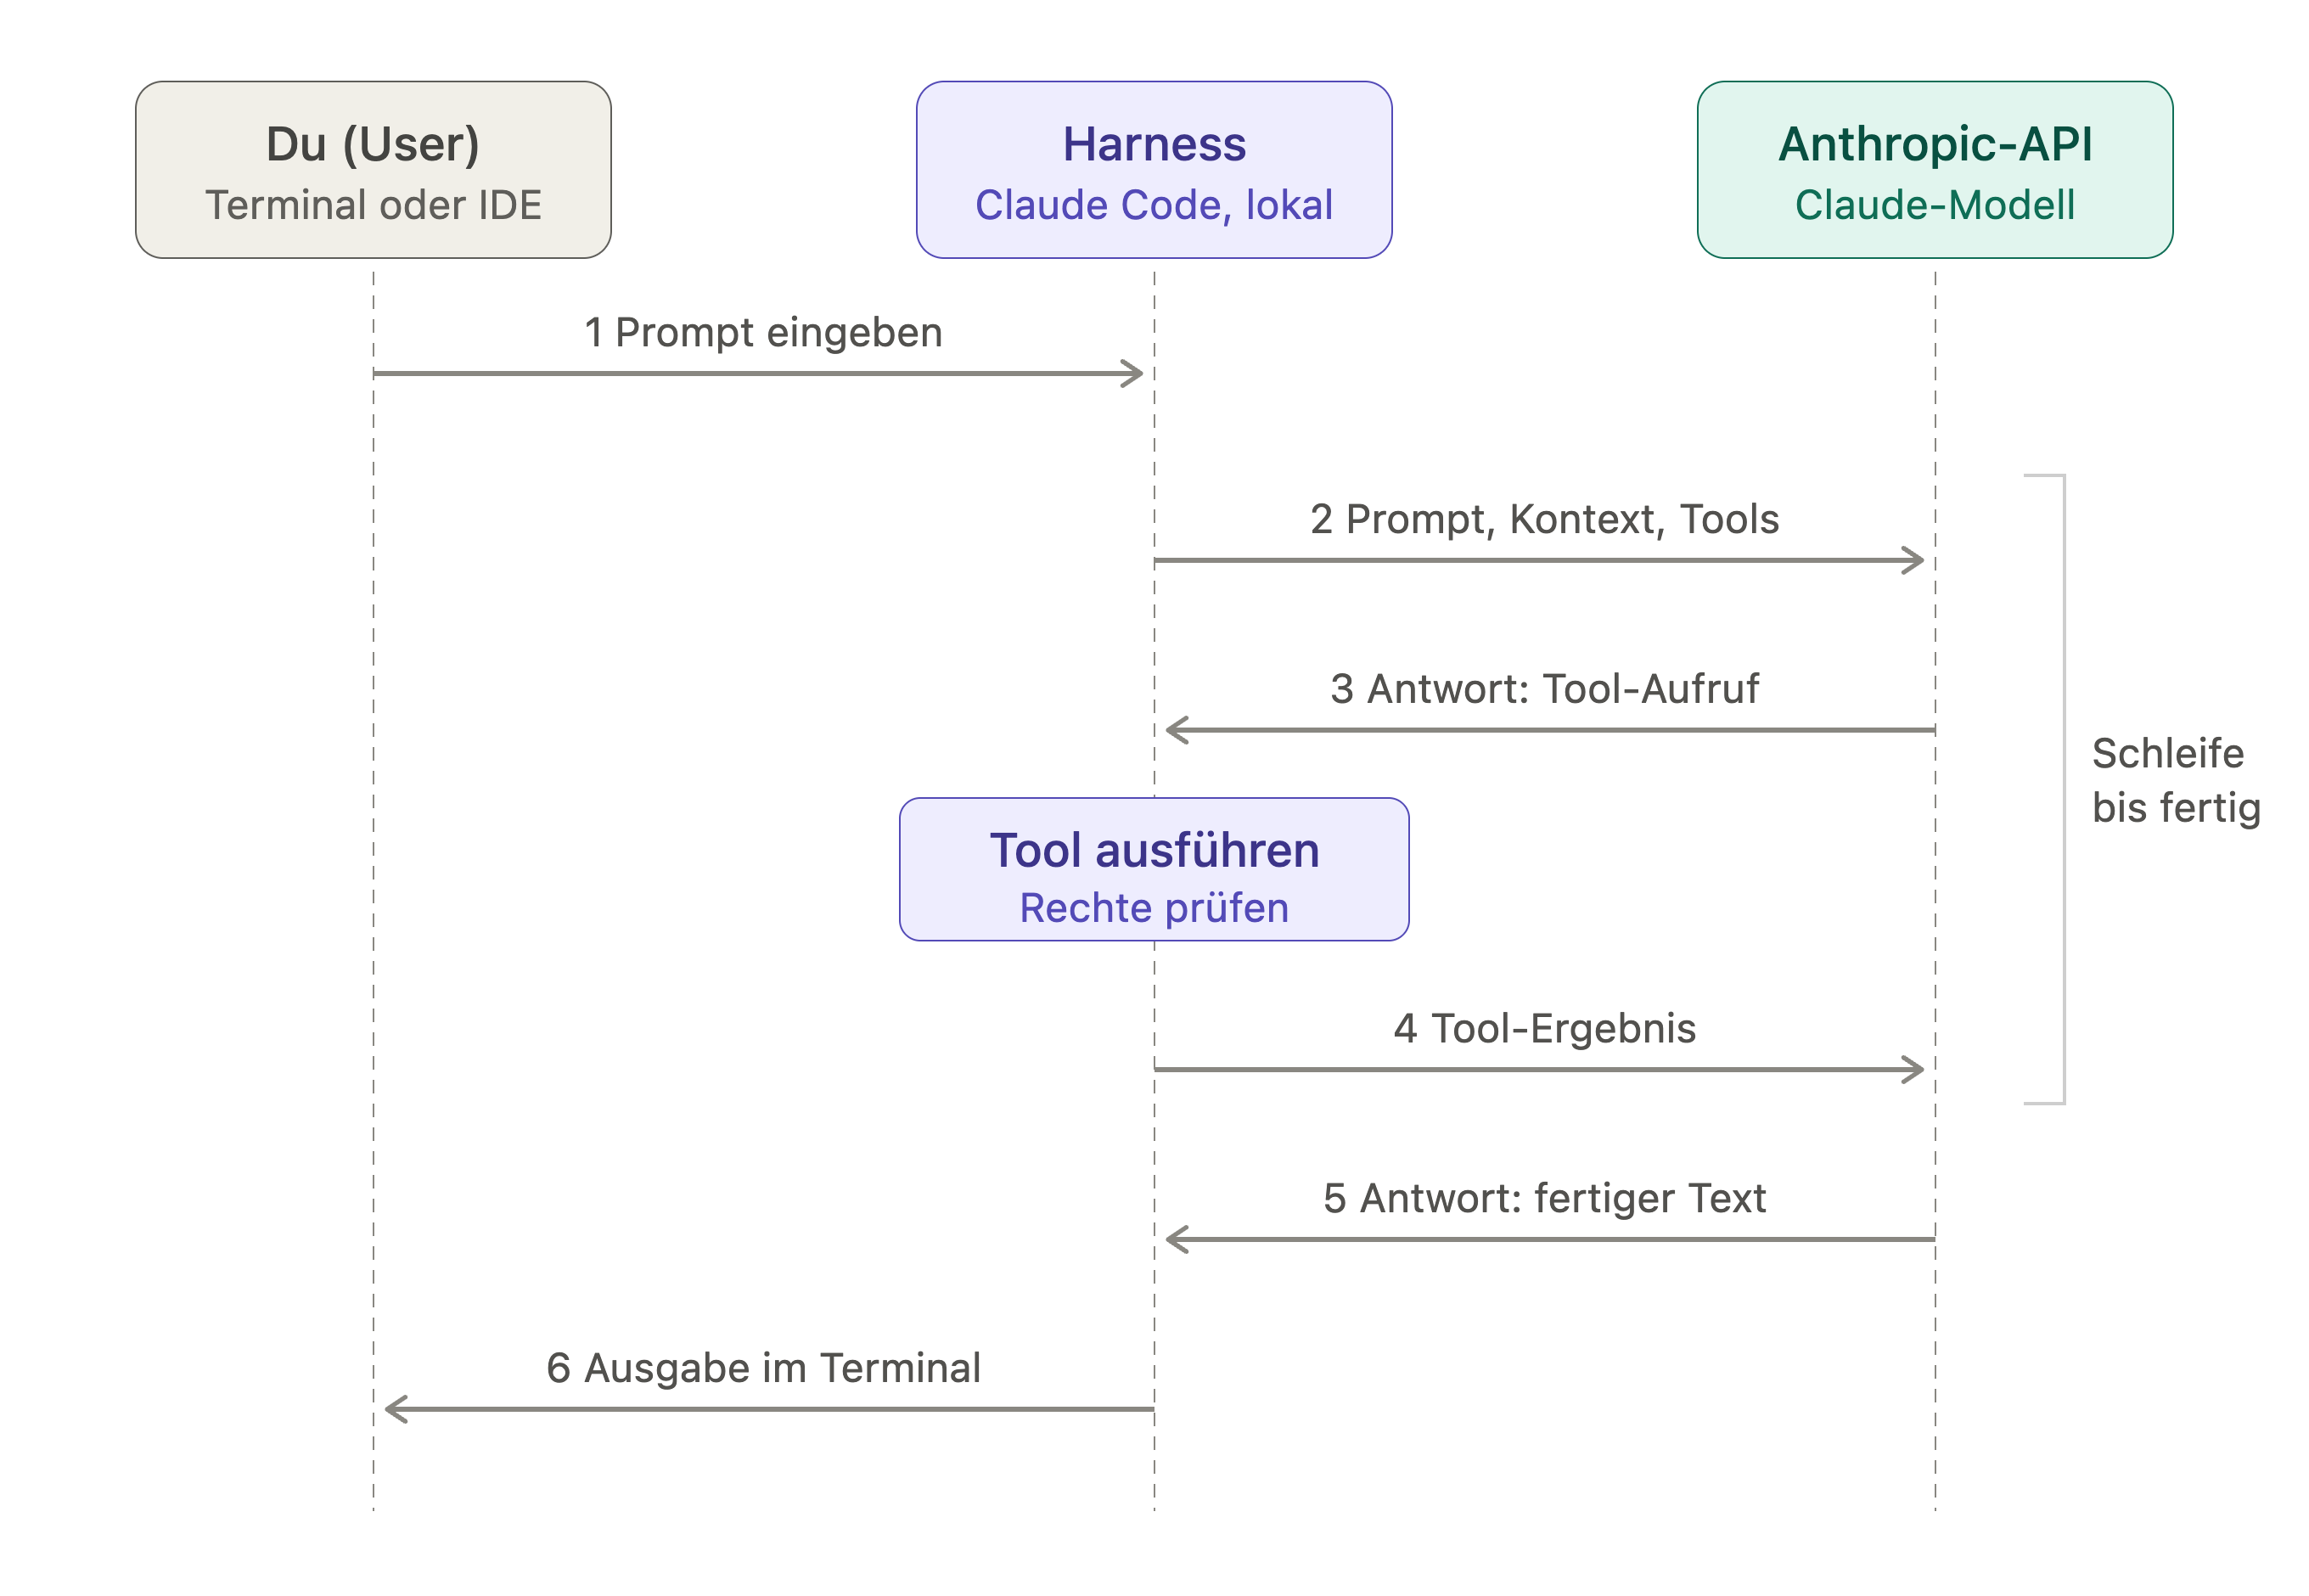 Du (User)
Terminal oder IDE
Harness
Claude Code, lokal
Anthropic-API
Claude-Modell
1 Prompt eingeben
2 Prompt, Kontext, Tools
3 Antwort: Tool-Aufruf
Schleife
bis fertig
Tool ausführen
Rechte prüfen
4 Tool-Ergebnis
5 Antwort: fertiger Text
6 Ausgabe im Terminal